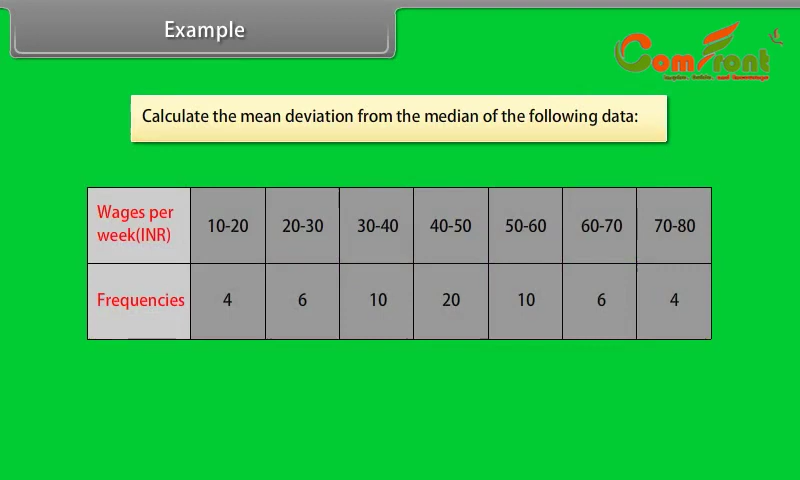 Example
ComFront
Calculate the mean deviation from the median of the following data:
Wages per week(INR) 10-20 20-30 30-40 40-50 50-60 60-70 70-80
Frequencies 4 6 10 20 10 6 4